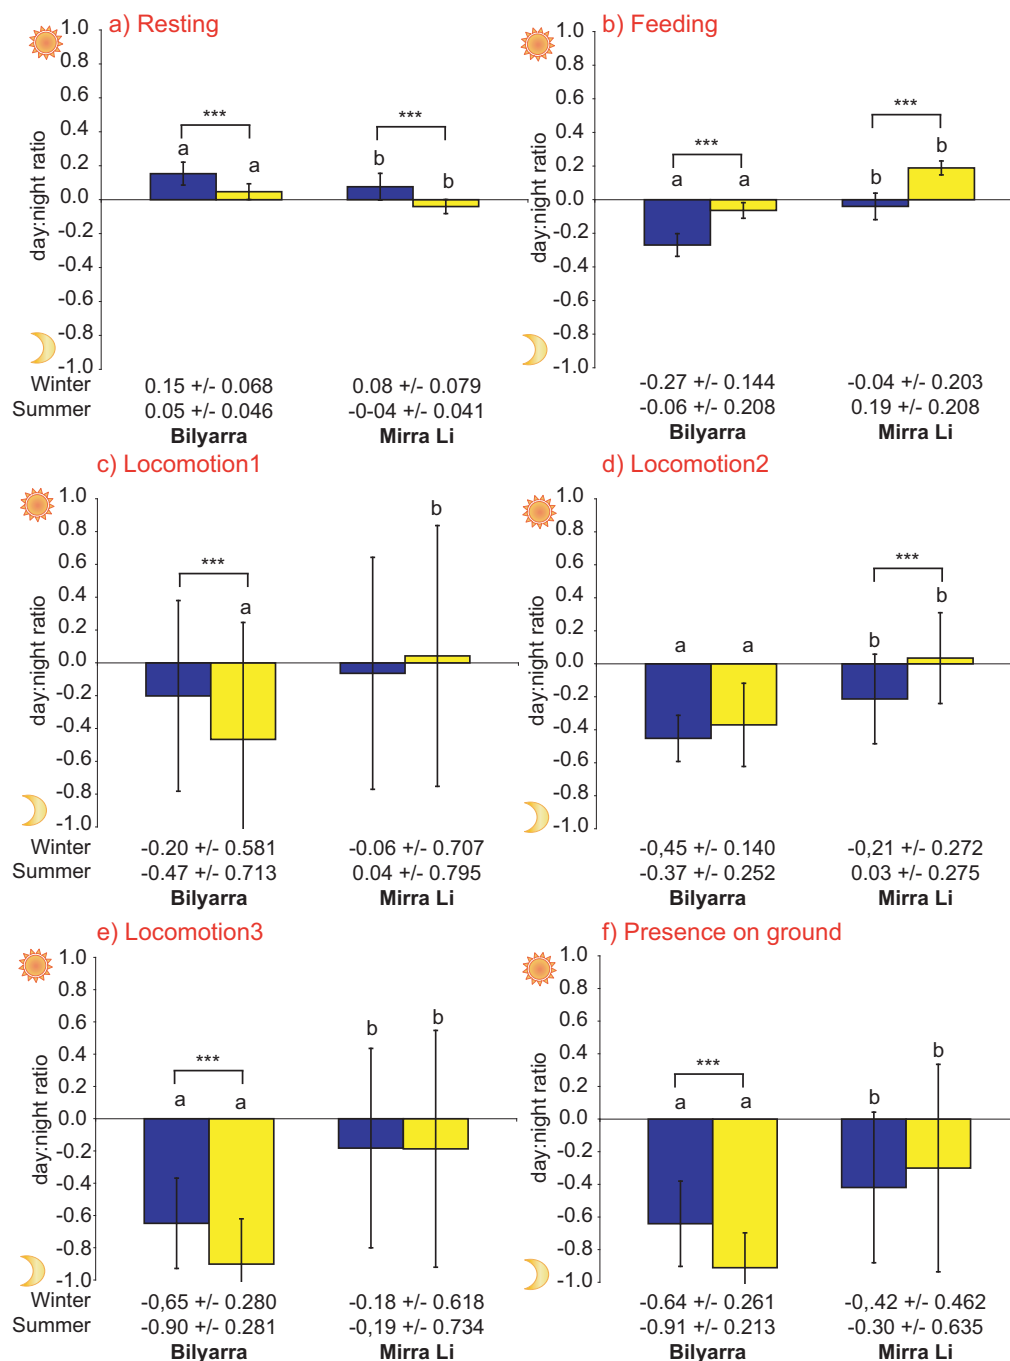 a) Resting
1.0
0.8
0.6
0.4
0.2
0.0
-0.2
-0.4
-0.6
-0.8
-1.0
day:night ratio
*** ***
a a b b
Winter 0.15 +/- 0.068 0.08 +/- 0.079
Summer 0.05 +/- 0.046 -0-04 +/- 0.041
Bilyarra Mirra Li
b) Feeding
1.0
0.8
0.6
0.4
0.2
0.0
-0.2
-0.4
-0.6
-0.8
-1.0
day:night ratio
*** ***
a a b b
-0.27 +/- 0.144 -0.04 +/- 0.203
-0.06 +/- 0.208 0.19 +/- 0.208
Bilyarra Mirra Li
c) Locomotion1
1.0
0.8
0.6
0.4
0.2
0.0
-0.2
-0.4
-0.6
-0.8
-1.0
day:night ratio
***
a b
Winter -0.20 +/- 0.581 -0.06 +/- 0.707
Summer -0.47 +/- 0.713 0.04 +/- 0.795
Bilyarra Mirra Li
d) Locomotion2
1.0
0.8
0.6
0.4
0.2
0.0
-0.2
-0.4
-0.6
-0.8
-1.0
day:night ratio
***
a a b b
-0,45 +/- 0.140 -0,21 +/- 0.272
-0.37 +/- 0.252 0.03 +/- 0.275
Bilyarra Mirra Li
e) Locomotion3
1.0
0.8
0.6
0.4
0.2
0.0
-0.2
-0.4
-0.6
-0.8
-1.0
day:night ratio
***
a a b b
Winter -0,65 +/- 0.280 -0.18 +/- 0.618
Summer -0.90 +/- 0.281 -0,19 +/- 0.734
Bilyarra Mirra Li
f) Presence on ground
1.0
0.8
0.6
0.4
0.2
0.0
-0.2
-0.4
-0.6
-0.8
-1.0
day:night ratio
***
a a b b
-0.64 +/- 0.261 -0,.42 +/- 0.462
-0.91 +/- 0.213 -0.30 +/- 0.635
Bilyarra Mirra Li